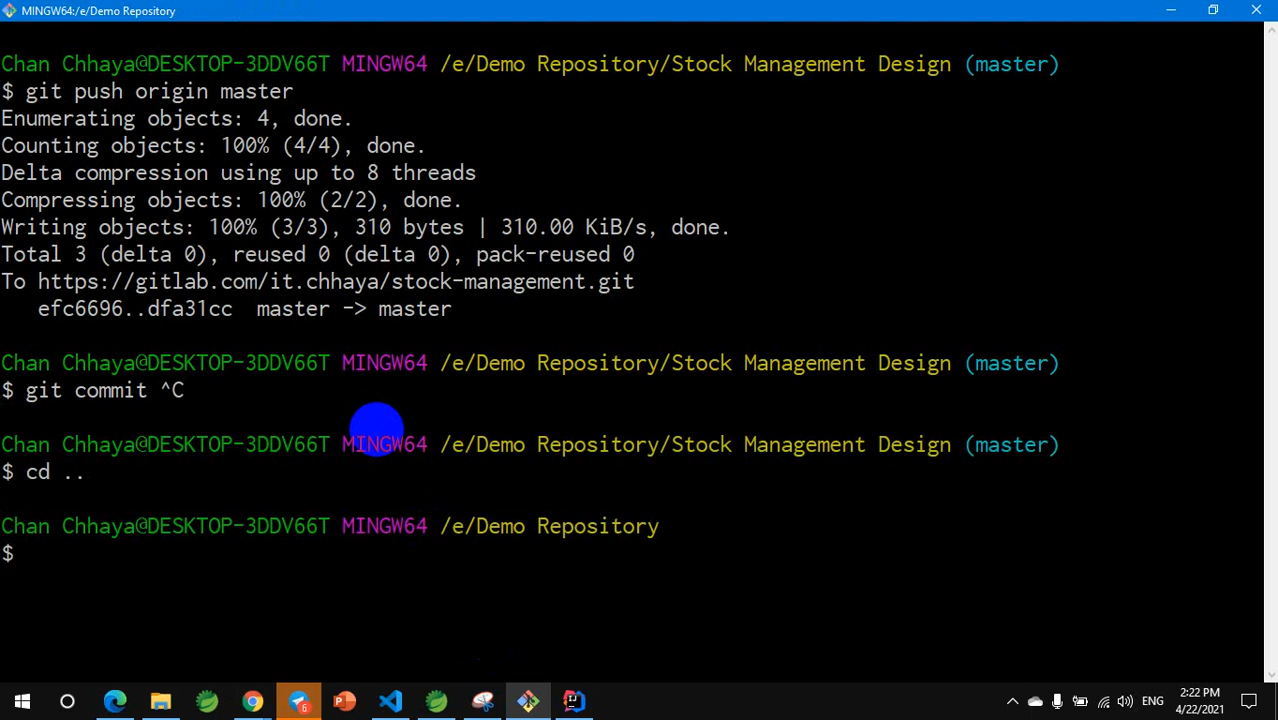 MINGW64:/e/Demo Repository
Chan Chhaya@DESKTOP-3DDV66T MINGW64 /e/Demo Repository/Stock Management Design (master)
$ git push origin master
Enumerating objects: 4, done.
Counting objects: 100% (4/4), done.
Delta compression using up to 8 threads
Compressing objects: 100% (2/2), done.
Writing objects: 100% (3/3), 310 bytes | 310.00 KiB/s, done.
Total 3 (delta 0), reused 0 (delta 0), pack-reused 0
To https://gitlab.com/it.chhaya/stock-management.git
efc6696..dfa31cc  master -> master
Chan Chhaya@DESKTOP-3DDV66T MINGW64 /e/Demo Repository/Stock Management Design (master)
$ git commit ^C
Chan Chhaya@DESKTOP-3DDV66T MINGW64 /e/Demo Repository/Stock Management Design (master)
$ cd ..
Chan Chhaya@DESKTOP-3DDV66T MINGW64 /e/Demo Repository
$
ENG
2:22 PM
4/22/2021